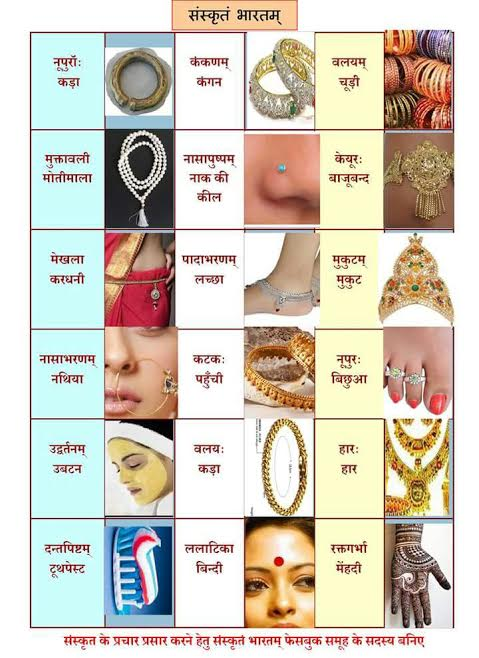 संस्कृतं भारतम्
नूपुरौः
कड़ा
कंकणम्
कंगन
वलयम्
चूड़ी
मुक्तावली
मोतीमाला
नासापुष्पम्
नाक की
कील
केयूरः
बाजूबन्द
मेखला
करधनी
पादाभरणम्
लच्छा
मुकुटम्
मुकुट
नासाभरणम्
नथिया
कटकः
पहुँची
नूपुरः
बिछुआ
उद्वर्तनम्
उबटन
वलयः
कड़ा
हारः
हार
दन्तपिष्टम्
टूथपेस्ट
ललाटिका
बिन्दी
रक्तगर्भा
मेंहदी
संस्कृत के प्रचार प्रसार करने हेतु संस्कृतं भारतम् फेसबुक समूह के सदस्य बनिए